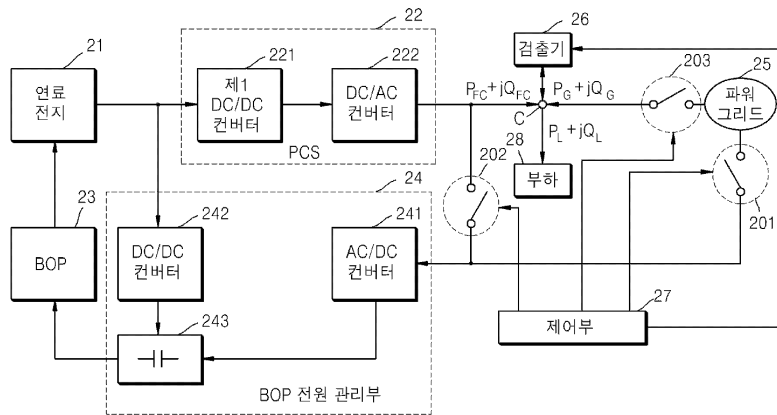 22
21
연료
전지
221
제1
DC/DC
컨버터
222
DC/AC
컨버터
PCS
26
검출기
P_FC + jQ_FC
P_G + jQ_G
C
P_L + jQ_L
28
부하
203
25
파워
그리드
202
201
24
23
BOP
242
DC/DC
컨버터
241
AC/DC
컨버터
243
BOP 전원 관리부
27
제어부